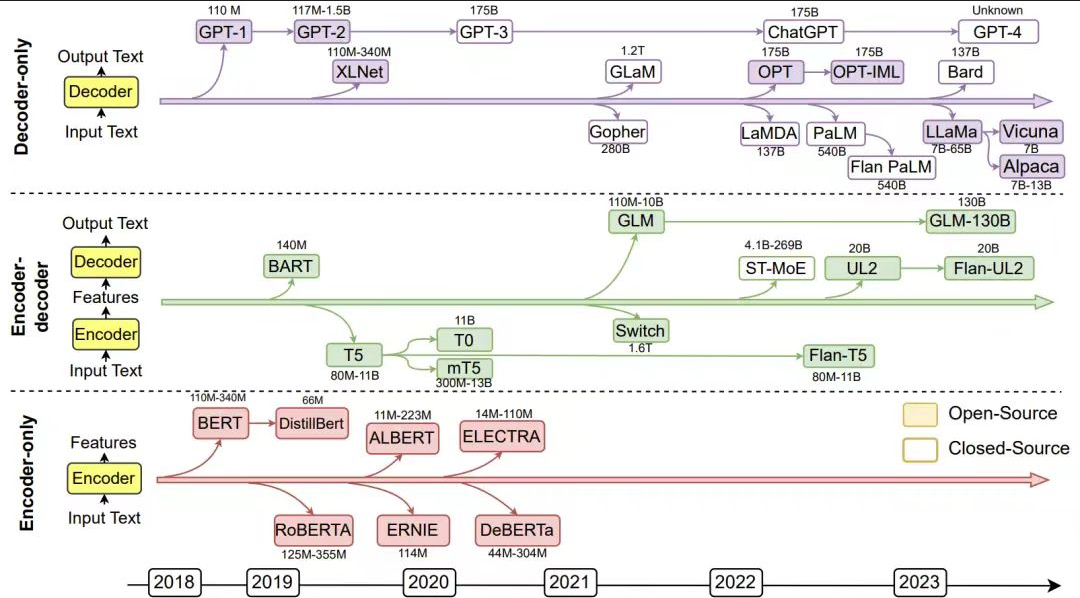 Decoder-only
Output Text
Decoder
Input Text
110 M
GPT-1
117M-1.5B
GPT-2
175B
GPT-3
175B
ChatGPT
Unknown
GPT-4
110M-340M
XLNet
1.2T
GLaM
175B
OPT
175B
OPT-IML
137B
Bard
Gopher
280B
LaMDA
137B
PaLM
540B
Flan PaLM
540B
LLaMa
7B-65B
Vicuna
7B
Alpaca
7B-13B
Encoder-
decoder
Output Text
Decoder
Features
Encoder
Input Text
140M
BART
110M-10B
GLM
130B
GLM-130B
4.1B-269B
ST-MoE
20B
UL2
20B
Flan-UL2
T5
80M-11B
11B
T0
mT5
300M-13B
Switch
1.6T
Flan-T5
80M-11B
Encoder-only
Features
Encoder
Input Text
110M-340M
BERT
66M
DistillBert
11M-223M
ALBERT
14M-110M
ELECTRA
RoBERTA
125M-355M
ERNIE
114M
DeBERTa
44M-304M
Open-Source
Closed-Source
2018
2019
2020
2021
2022
2023